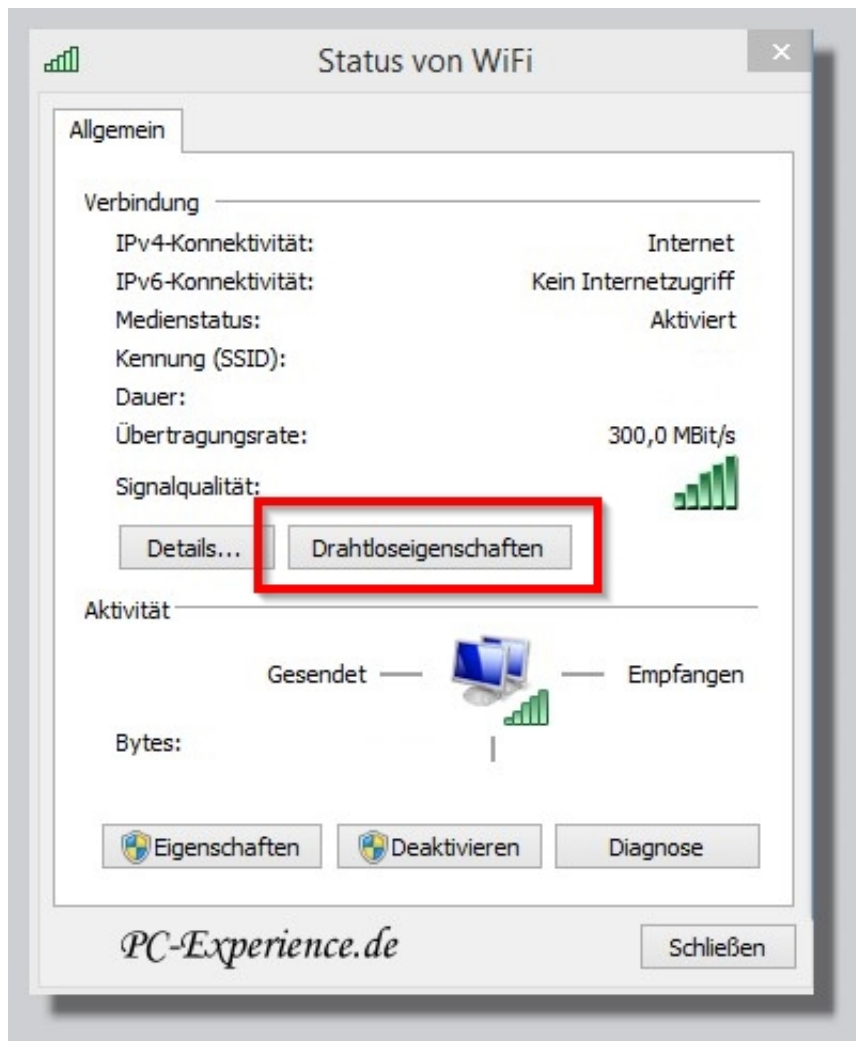 Status von WiFi
Allgemein
Verbindung
IPv4-Konnektivität: Internet
IPv6-Konnektivität: Kein Internetzugriff
Medienstatus: Aktiviert
Kennung (SSID):
Dauer:
Übertragungsrate: 300,0 MBit/s
Signalqualität:
Details... Drahtloseigenschaften
Aktivität
Gesendet Empfangen
Bytes:
Eigenschaften Deaktivieren Diagnose
PC-Experience.de Schließen